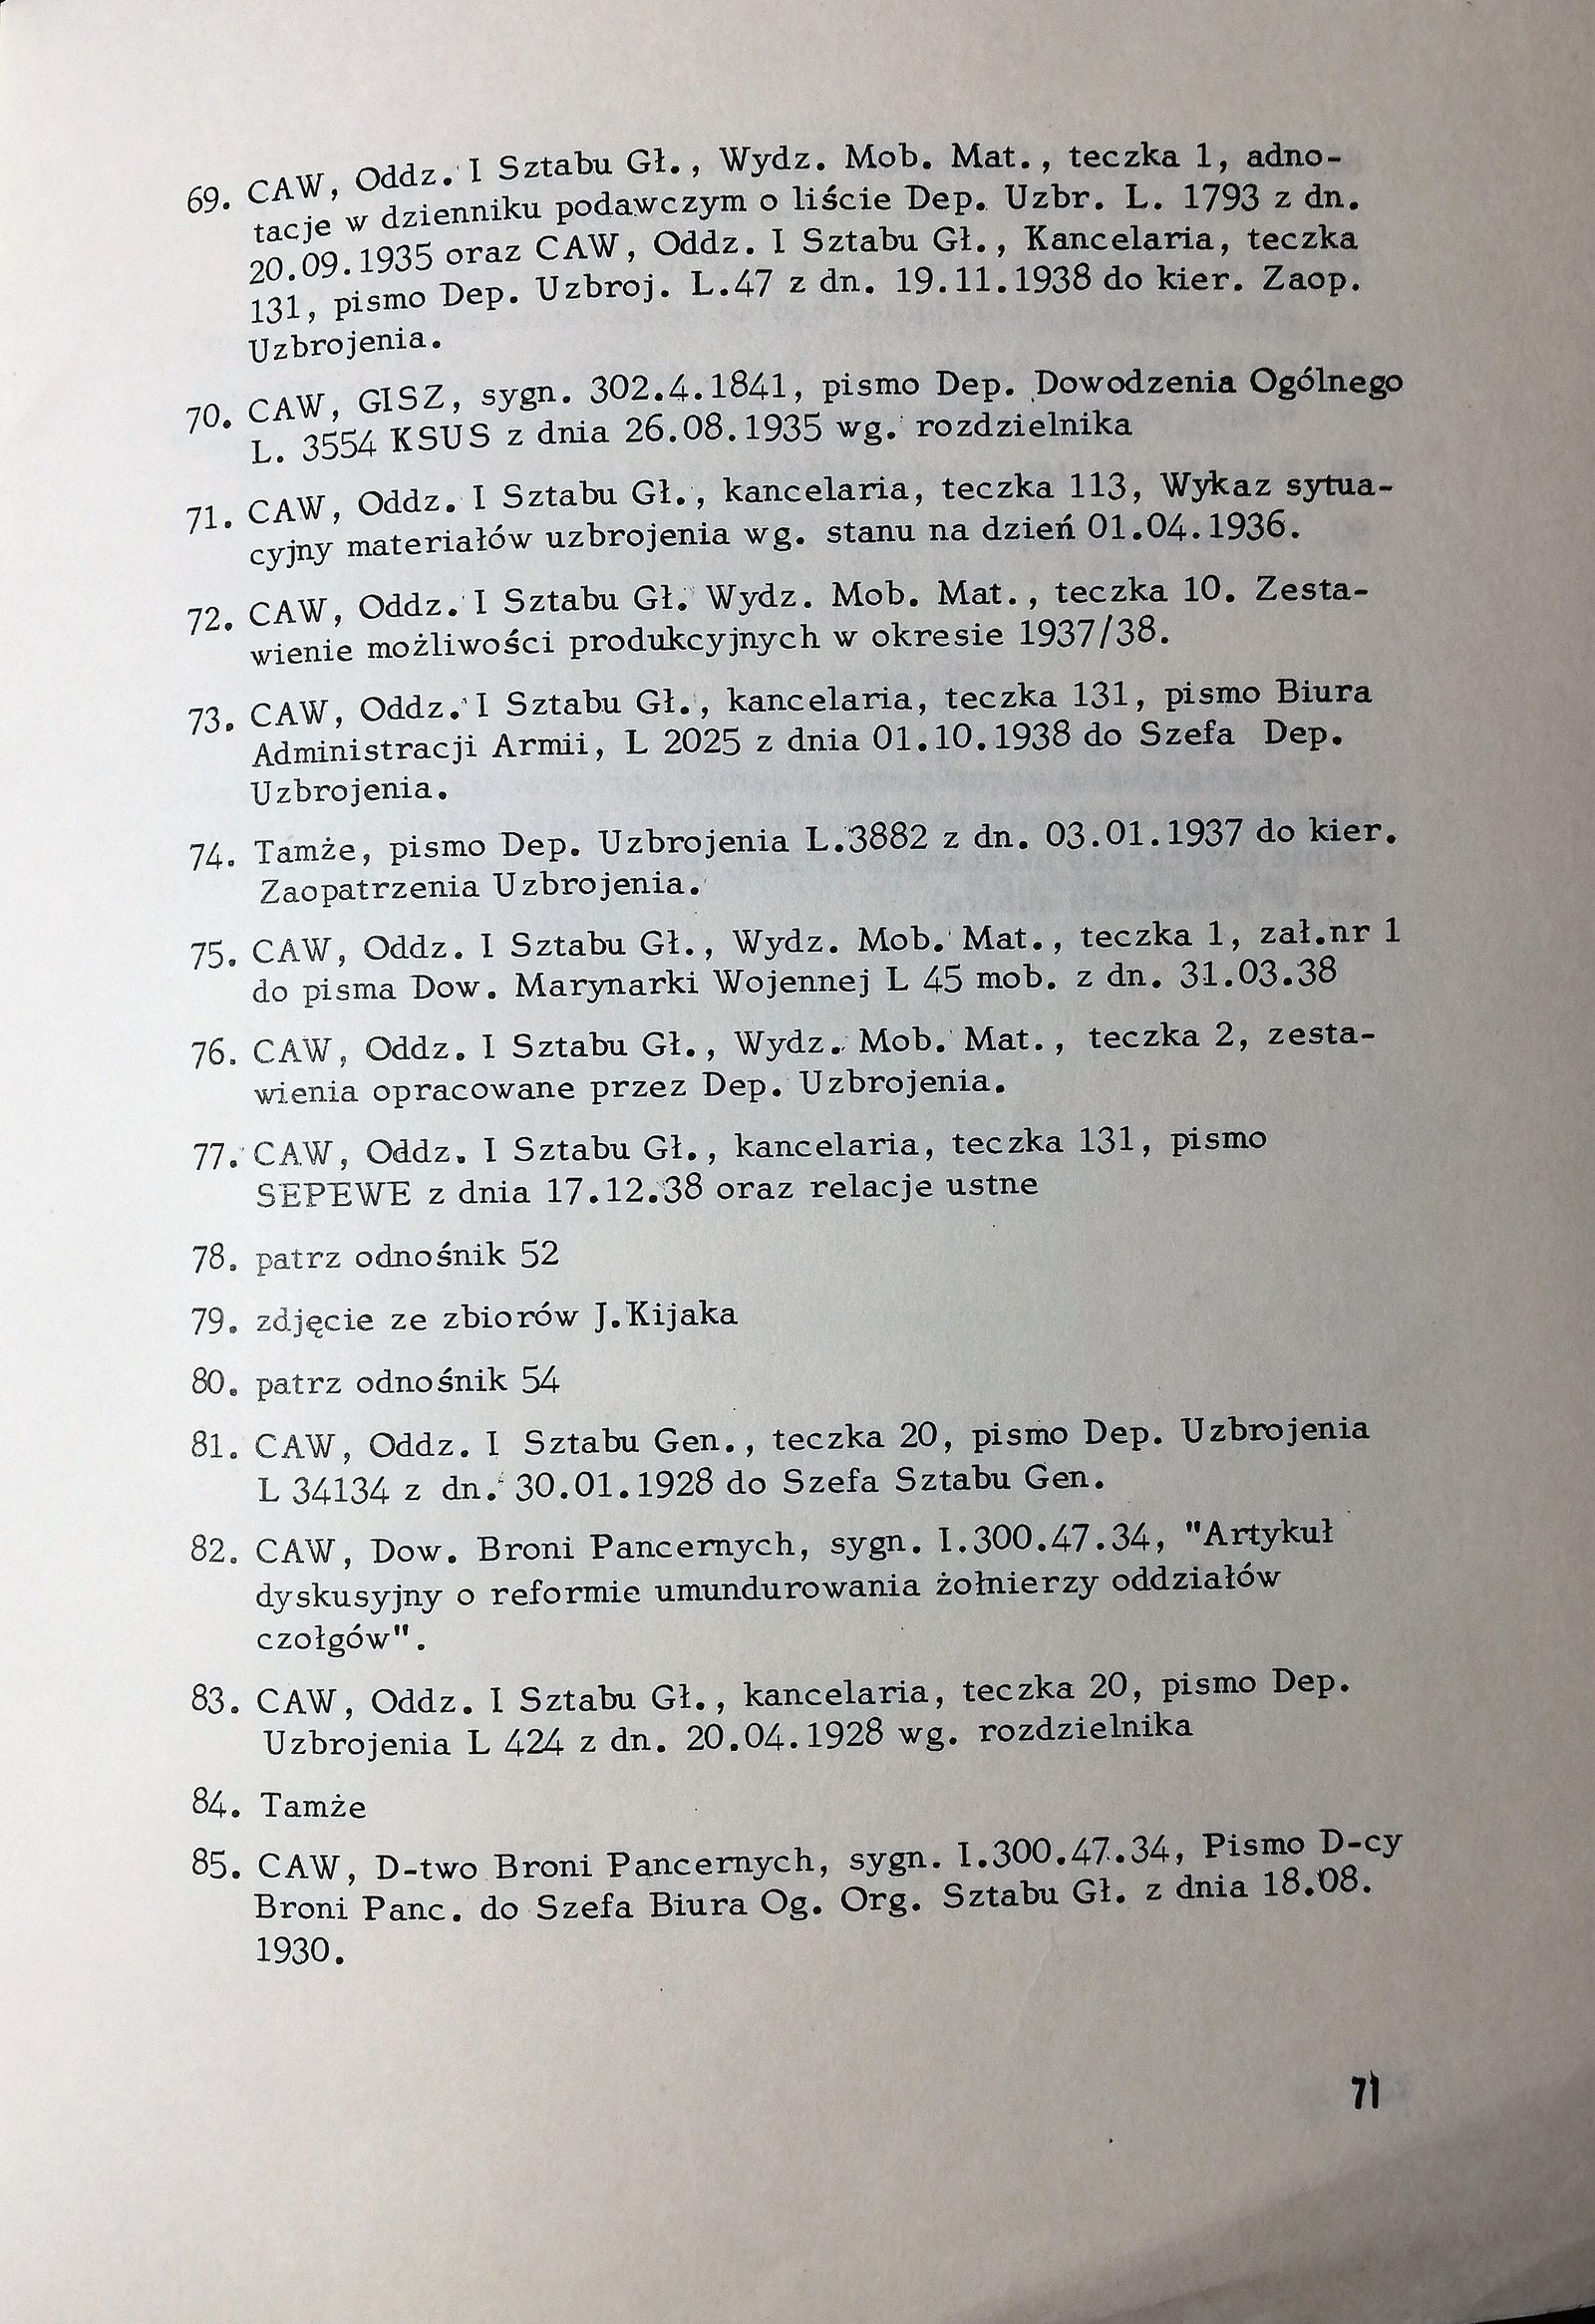 69. CAW, Oddz. I Sztabu Gł., Wydz. Mob. Mat., teczka 1, adno-
tacje w dzienniku podawczym o liście Dep. Uzbr. L. 1793 z dn.
20.09.1935 oraz CAW, Oddz. I Sztabu Gł., Kancelaria, teczka
131, pismo Dep. Uzbroj. L.47 z dn. 19.11.1938 do kier. Zaop.
Uzbrojenia.
70. CAW, GISZ, sygn. 302.4.1841, pismo Dep. Dowodzenia Ogólnego
L. 3554 KSUS z dnia 26.08.1935 wg. rozdzielnika
71. CAW, Oddz. I Sztabu Gł., kancelaria, teczka 113, Wykaz sytua-
cyjny materiałów uzbrojenia wg. stanu na dzień 01.04.1936.
72. CAW, Oddz. I Sztabu Gł. Wydz. Mob. Mat., teczka 10. Zesta-
wienie możliwości produkcyjnych w okresie 1937/38.
73. CAW, Oddz. I Sztabu Gł., kancelaria, teczka 131, pismo Biura
Administracji Armii, L 2025 z dnia 01.10.1938 do Szefa Dep.
Uzbrojenia.
74. Tamże, pismo Dep. Uzbrojenia L.3882 z dn. 03.01.1937 do kier.
Zaopatrzenia Uzbrojenia.
75. CAW, Oddz. I Sztabu Gł., Wydz. Mob. Mat., teczka 1, zał.nr 1
do pisma Dow. Marynarki Wojennej L 45 mob. z dn. 31.03.38
76. CAW, Oddz. I Sztabu Gł., Wydz. Mob. Mat., teczka 2, zesta-
wienia opracowane przez Dep. Uzbrojenia.
77. CAW, Oddz. I Sztabu Gł., kancelaria, teczka 131, pismo
SEPEWE z dnia 17.12.38 oraz relacje ustne
78. patrz odnośnik 52
79. zdjęcie ze zbiorów J.Kijaka
80. patrz odnośnik 54
81. CAW, Oddz. I Sztabu Gen., teczka 20, pismo Dep. Uzbrojenia
L 34134 z dn. 30.01.1928 do Szefa Sztabu Gen.
82. CAW, Dow. Broni Pancernych, sygn. I.300.47.34, "Artykuł
dyskusyjny o reformie umundurowania żołnierzy oddziałów
czołgów".
83. CAW, Oddz. I Sztabu Gł., kancelaria, teczka 20, pismo Dep.
Uzbrojenia L 424 z dn. 20.04.1928 wg. rozdzielnika
84. Tamże
85. CAW, D-two Broni Pancernych, sygn. I.300.47.34, Pismo D-cy
Broni Panc. do Szefa Biura Og. Org. Sztabu Gł. z dnia 18.08.
1930.
71